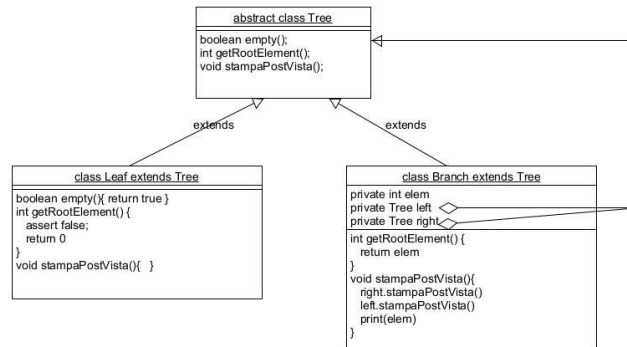 abstract class Tree
boolean empty();
int getRootElement();
void stampaPostVista();
extends
extends
class Leaf extends Tree
boolean empty(){ return true }
int getRootElement() {
assert false;
return 0
}
void stampaPostVista(){ }
class Branch extends Tree
private int elem
private Tree left
private Tree right
int getRootElement() {
return elem
}
void stampaPostVista(){
right.stampaPostVista()
left.stampaPostVista()
print(elem)
}